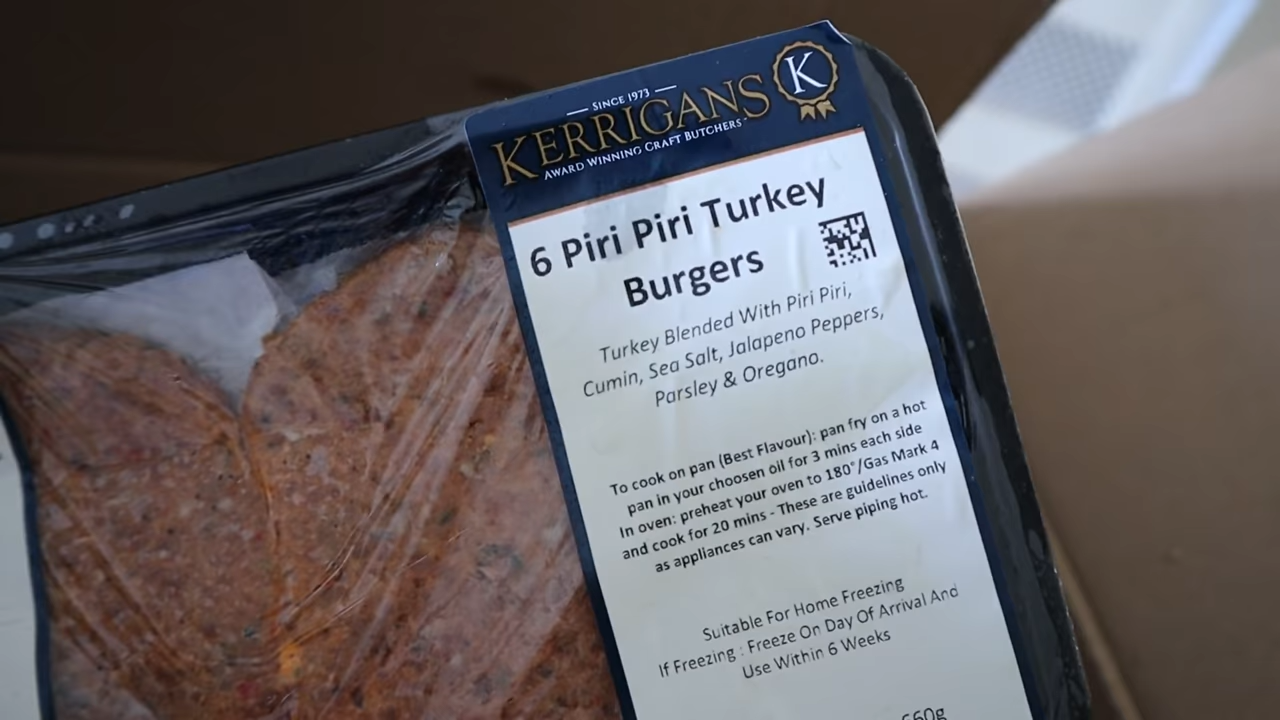 SINCE 1973
KERRIGANS
K
AWARD WINNING CRAFT BUTCHERS
6 Piri Piri Turkey
Burgers
Turkey Blended With Piri Piri,
Cumin, Sea Salt, Jalapeno Peppers,
Parsley & Oregano.
To cook on pan (Best Flavour): pan fry on a hot
pan in your choosen oil for 3 mins each side
In oven: preheat your oven to 180°/Gas Mark 4
and cook for 20 mins - These are guidelines only
as appliances can vary. Serve piping hot.
Suitable For Home Freezing
If Freezing : Freeze On Day Of Arrival And
Use Within 6 Weeks